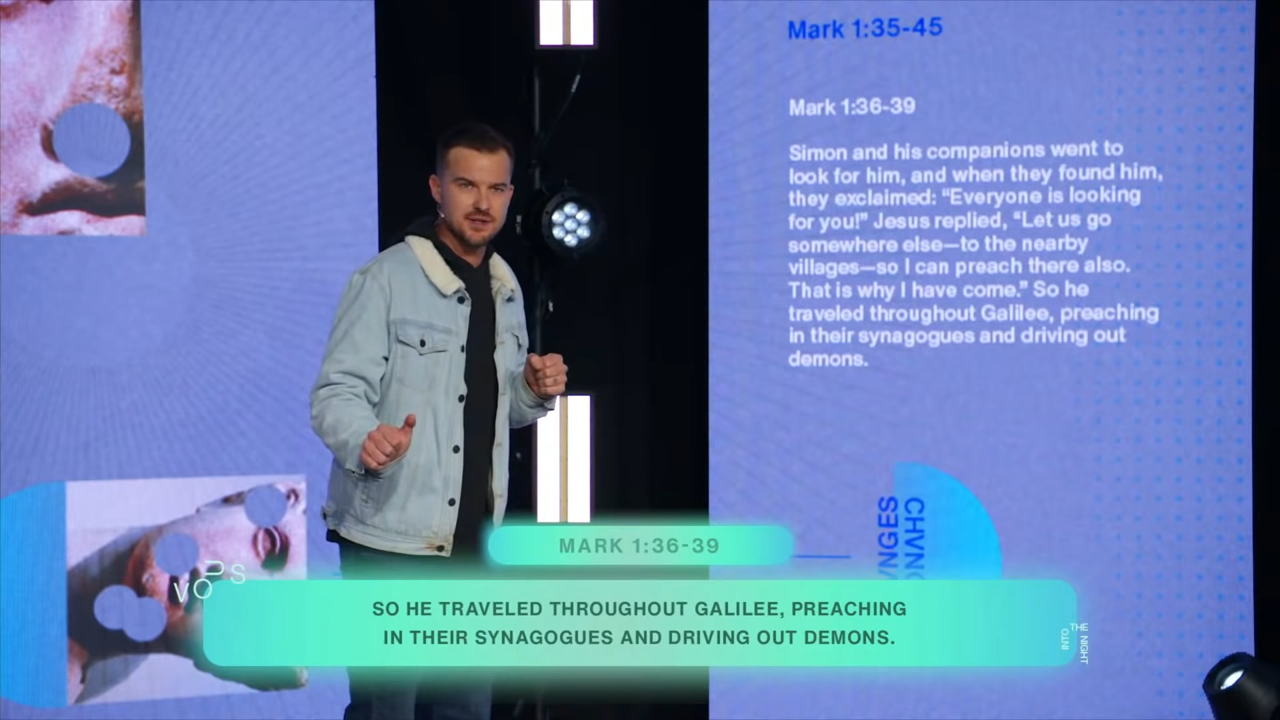 Mark 1:35-45
Mark 1:36-39
Simon and his companions went to
look for him, and when they found him,
they exclaimed: “Everyone is looking
for you!” Jesus replied, “Let us go
somewhere else—to the nearby
villages—so I can preach there also.
That is why I have come.” So he
traveled throughout Galilee, preaching
in their synagogues and driving out
demons.
CHVN
VNGES
MARK 1:36-39
SO HE TRAVELED THROUGHOUT GALILEE, PREACHING
IN THEIR SYNAGOGUES AND DRIVING OUT DEMONS.
VOUS
INTO
THE
NIGHT